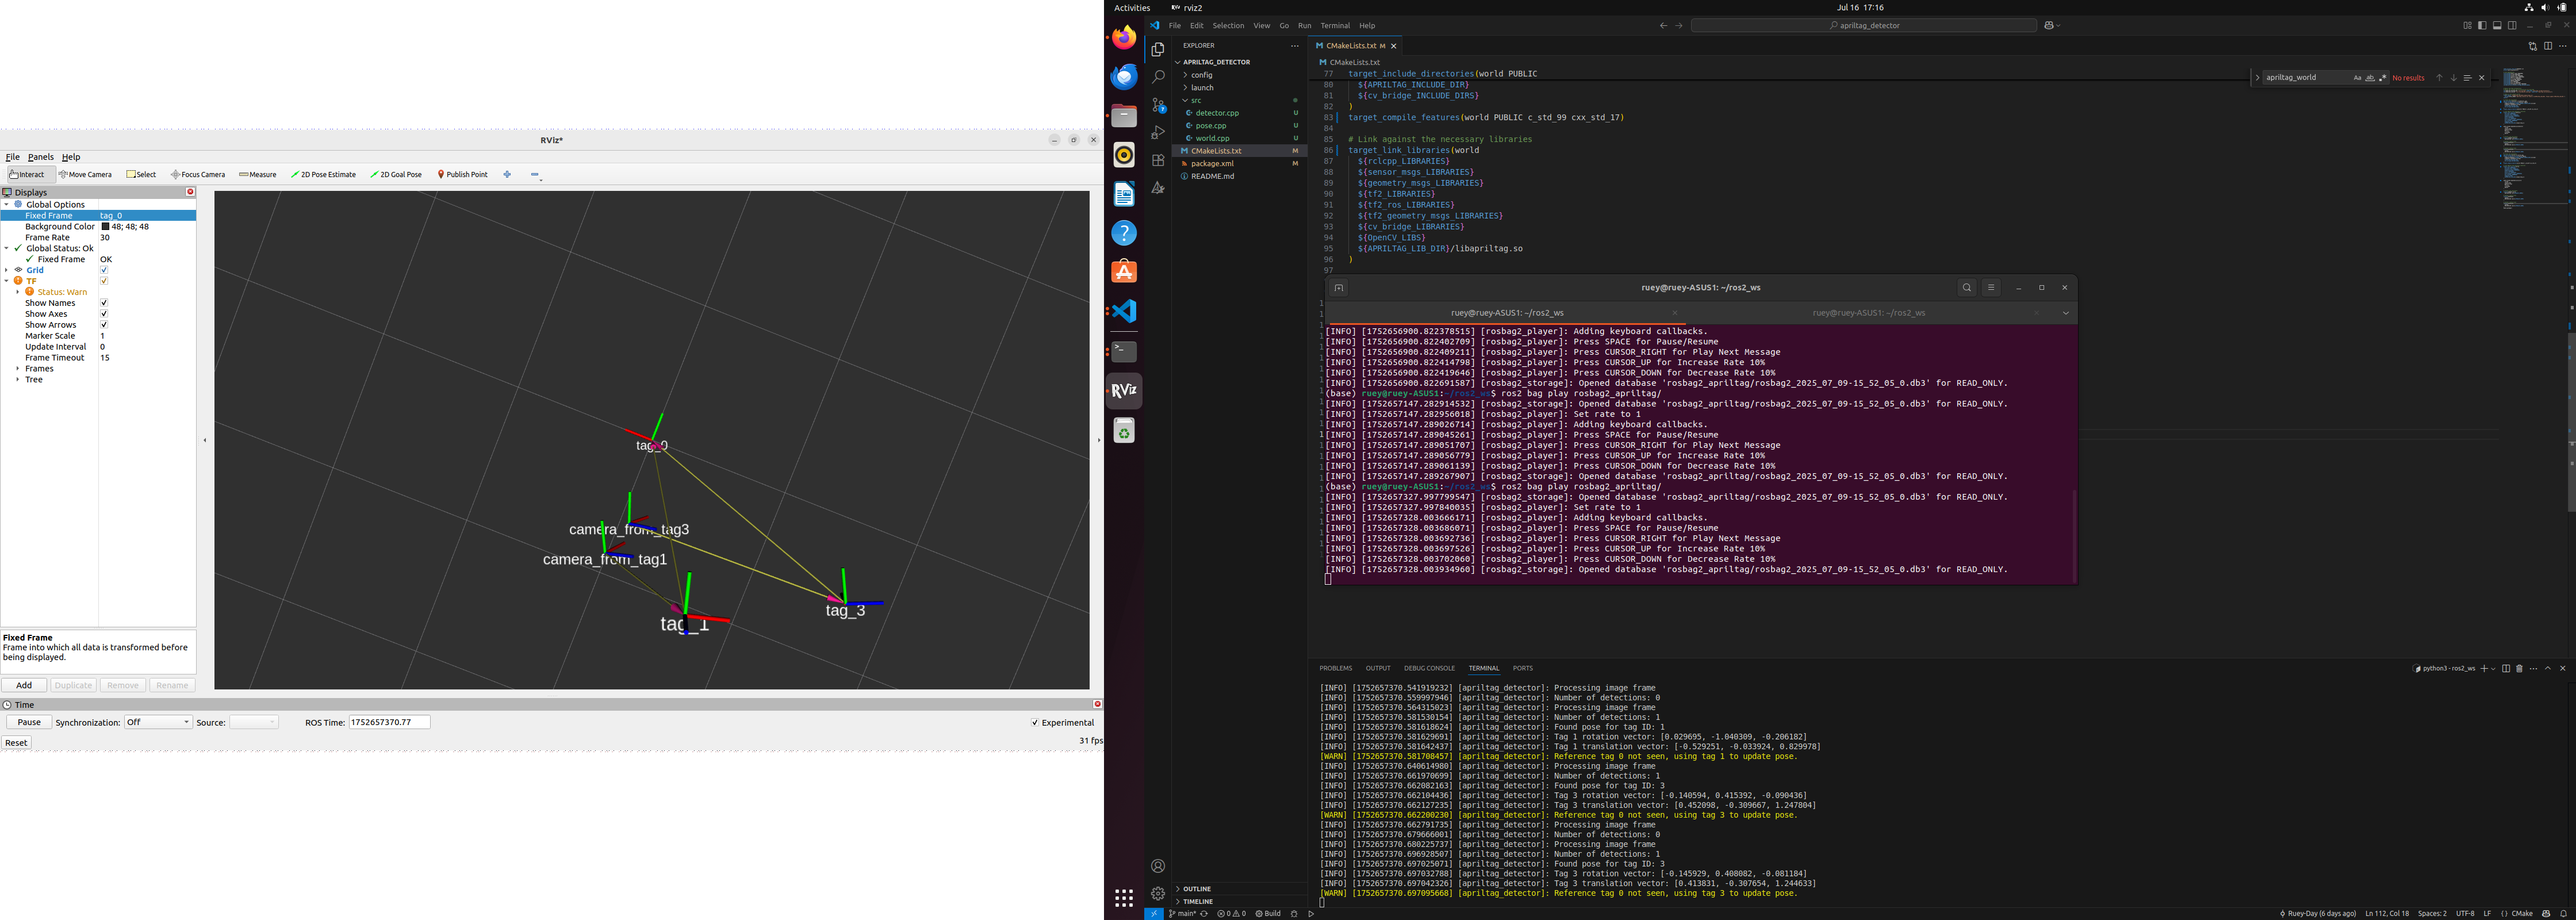 RViz*
File Panels Help
Interact Move Camera Select Focus Camera Measure 2D Pose Estimate 2D Goal Pose Publish Point
Displays
Global Options
Fixed Frame tag_0
Background Color 48; 48; 48
Frame Rate 30
Global Status: Ok
Fixed Frame OK
Grid
TF
Status: Warn
Show Names
Show Axes
Show Arrows
Marker Scale 1
Update Interval 0
Frame Timeout 15
Frames
Tree
Fixed Frame
Frame into which all data is transformed before
being displayed.
Add Duplicate Remove Rename
tag_0
camera_from_tag3
camera_from_tag1
tag_1
tag_3
Time
Pause Synchronization: Off Source: ROS Time: 1752657370.77 Experimental
Reset 31 fps
Activities rviz2 Jul 16 17:16
File Edit Selection View Go Run Terminal Help apriltag_detector
EXPLORER
APRILTAG_DETECTOR
config
launch
src
detector.cpp U
pose.cpp U
world.cpp U
CMakeLists.txt M
package.xml M
README.md
OUTLINE
TIMELINE
CMakeLists.txt M
CMakeLists.txt
apriltag_world Aa ab No results
77 target_include_directories(world PUBLIC
80 ${APRILTAG_INCLUDE_DIR}
81 ${cv_bridge_INCLUDE_DIRS}
82 )
83 target_compile_features(world PUBLIC c_std_99 cxx_std_17)
84
85 # Link against the necessary libraries
86 target_link_libraries(world
87 ${rclcpp_LIBRARIES}
88 ${sensor_msgs_LIBRARIES}
89 ${geometry_msgs_LIBRARIES}
90 ${tf2_LIBRARIES}
91 ${tf2_ros_LIBRARIES}
92 ${tf2_geometry_msgs_LIBRARIES}
93 ${cv_bridge_LIBRARIES}
94 ${OpenCV_LIBS}
95 ${APRILTAG_LIB_DIR}/libapriltag.so
96 )
97
ruey@ruey-ASUS1: ~/ros2_ws
ruey@ruey-ASUS1: ~/ros2_ws ruey@ruey-ASUS1: ~/ros2_ws
[INFO] [1752656900.822378515] [rosbag2_player]: Adding keyboard callbacks.
[INFO] [1752656900.822402709] [rosbag2_player]: Press SPACE for Pause/Resume
[INFO] [1752656900.822409211] [rosbag2_player]: Press CURSOR_RIGHT for Play Next Message
[INFO] [1752656900.822414798] [rosbag2_player]: Press CURSOR_UP for Increase Rate 10%
[INFO] [1752656900.822419646] [rosbag2_player]: Press CURSOR_DOWN for Decrease Rate 10%
[INFO] [1752656900.822691587] [rosbag2_storage]: Opened database 'rosbag2_apriltag/rosbag2_2025_07_09-15_52_05_0.db3' for READ_ONLY.
(base) ruey@ruey-ASUS1:~/ros2_ws$ ros2 bag play rosbag2_apriltag/
[INFO] [1752657147.282914532] [rosbag2_storage]: Opened database 'rosbag2_apriltag/rosbag2_2025_07_09-15_52_05_0.db3' for READ_ONLY.
[INFO] [1752657147.282956018] [rosbag2_player]: Set rate to 1
[INFO] [1752657147.289026714] [rosbag2_player]: Adding keyboard callbacks.
[INFO] [1752657147.289045261] [rosbag2_player]: Press SPACE for Pause/Resume
[INFO] [1752657147.289051707] [rosbag2_player]: Press CURSOR_RIGHT for Play Next Message
[INFO] [1752657147.289056779] [rosbag2_player]: Press CURSOR_UP for Increase Rate 10%
[INFO] [1752657147.289061139] [rosbag2_player]: Press CURSOR_DOWN for Decrease Rate 10%
[INFO] [1752657147.289267907] [rosbag2_storage]: Opened database 'rosbag2_apriltag/rosbag2_2025_07_09-15_52_05_0.db3' for READ_ONLY.
(base) ruey@ruey-ASUS1:~/ros2_ws$ ros2 bag play rosbag2_apriltag/
[INFO] [1752657327.997799547] [rosbag2_storage]: Opened database 'rosbag2_apriltag/rosbag2_2025_07_09-15_52_05_0.db3' for READ_ONLY.
[INFO] [1752657327.997840035] [rosbag2_player]: Set rate to 1
[INFO] [1752657328.003666171] [rosbag2_player]: Adding keyboard callbacks.
[INFO] [1752657328.003686071] [rosbag2_player]: Press SPACE for Pause/Resume
[INFO] [1752657328.003692736] [rosbag2_player]: Press CURSOR_RIGHT for Play Next Message
[INFO] [1752657328.003697526] [rosbag2_player]: Press CURSOR_UP for Increase Rate 10%
[INFO] [1752657328.003702060] [rosbag2_player]: Press CURSOR_DOWN for Decrease Rate 10%
[INFO] [1752657328.003934960] [rosbag2_storage]: Opened database 'rosbag2_apriltag/rosbag2_2025_07_09-15_52_05_0.db3' for READ_ONLY.
PROBLEMS OUTPUT DEBUG CONSOLE TERMINAL PORTS python3 - ros2_ws
[INFO] [1752657370.541919232] [apriltag_detector]: Processing image frame
[INFO] [1752657370.559997946] [apriltag_detector]: Number of detections: 0
[INFO] [1752657370.564315023] [apriltag_detector]: Processing image frame
[INFO] [1752657370.581530154] [apriltag_detector]: Number of detections: 1
[INFO] [1752657370.581618624] [apriltag_detector]: Found pose for tag ID: 1
[INFO] [1752657370.581629691] [apriltag_detector]: Tag 1 rotation vector: [0.029695, -1.040309, -0.206182]
[INFO] [1752657370.581642437] [apriltag_detector]: Tag 1 translation vector: [-0.529251, -0.033924, 0.829978]
[WARN] [1752657370.581708457] [apriltag_detector]: Reference tag 0 not seen, using tag 1 to update pose.
[INFO] [1752657370.640614980] [apriltag_detector]: Processing image frame
[INFO] [1752657370.661970699] [apriltag_detector]: Number of detections: 1
[INFO] [1752657370.662082163] [apriltag_detector]: Found pose for tag ID: 3
[INFO] [1752657370.662104436] [apriltag_detector]: Tag 3 rotation vector: [-0.140594, 0.415392, -0.090436]
[INFO] [1752657370.662127235] [apriltag_detector]: Tag 3 translation vector: [0.452098, -0.309667, 1.247804]
[WARN] [1752657370.662200230] [apriltag_detector]: Reference tag 0 not seen, using tag 3 to update pose.
[INFO] [1752657370.662791735] [apriltag_detector]: Processing image frame
[INFO] [1752657370.679666001] [apriltag_detector]: Number of detections: 0
[INFO] [1752657370.680225737] [apriltag_detector]: Processing image frame
[INFO] [1752657370.696928507] [apriltag_detector]: Number of detections: 1
[INFO] [1752657370.697025071] [apriltag_detector]: Found pose for tag ID: 3
[INFO] [1752657370.697032788] [apriltag_detector]: Tag 3 rotation vector: [-0.145929, 0.408082, -0.081184]
[INFO] [1752657370.697042326] [apriltag_detector]: Tag 3 translation vector: [0.413831, -0.307654, 1.244633]
[WARN] [1752657370.697095668] [apriltag_detector]: Reference tag 0 not seen, using tag 3 to update pose.
main* 0 0 Build Ruey-Day (6 days ago) Ln 112, Col 18 Spaces: 2 UTF-8 LF CMake